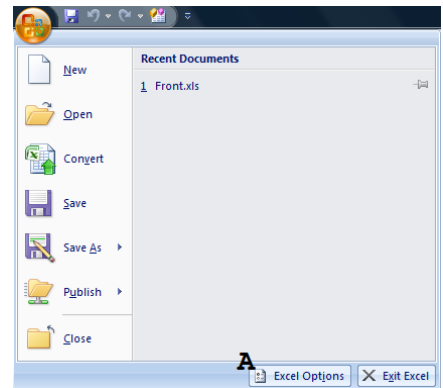 Recent Documents
1 Front.xls
New
Open
Convert
Save
Save As
Publish
Close
A
Excel Options
Exit Excel